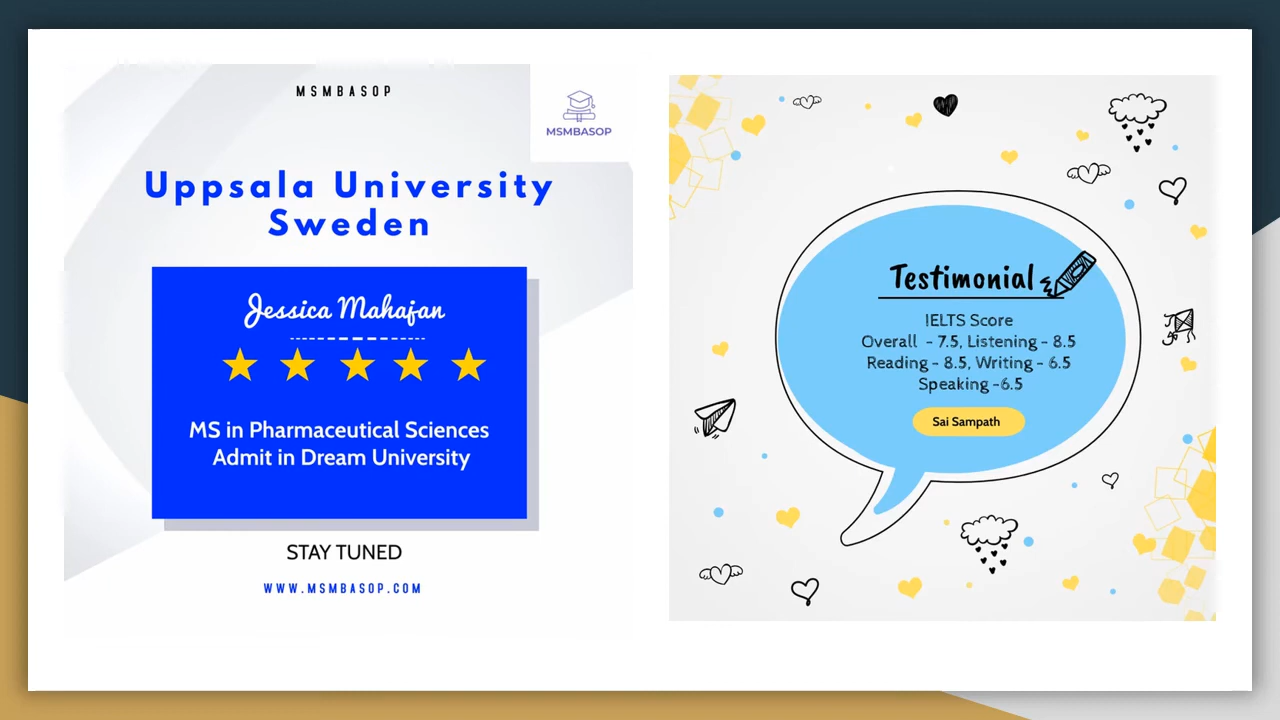 MSMBASOP
MSMBASOP
Uppsala University
Sweden
Jessica Mahajan
MS in Pharmaceutical Sciences
Admit in Dream University
STAY TUNED
WWW.MSMBASOP.COM
Testimonial
IELTS Score
Overall - 7.5, Listening - 8.5
Reading - 8.5, Writing - 6.5
Speaking -6.5
Sai Sampath